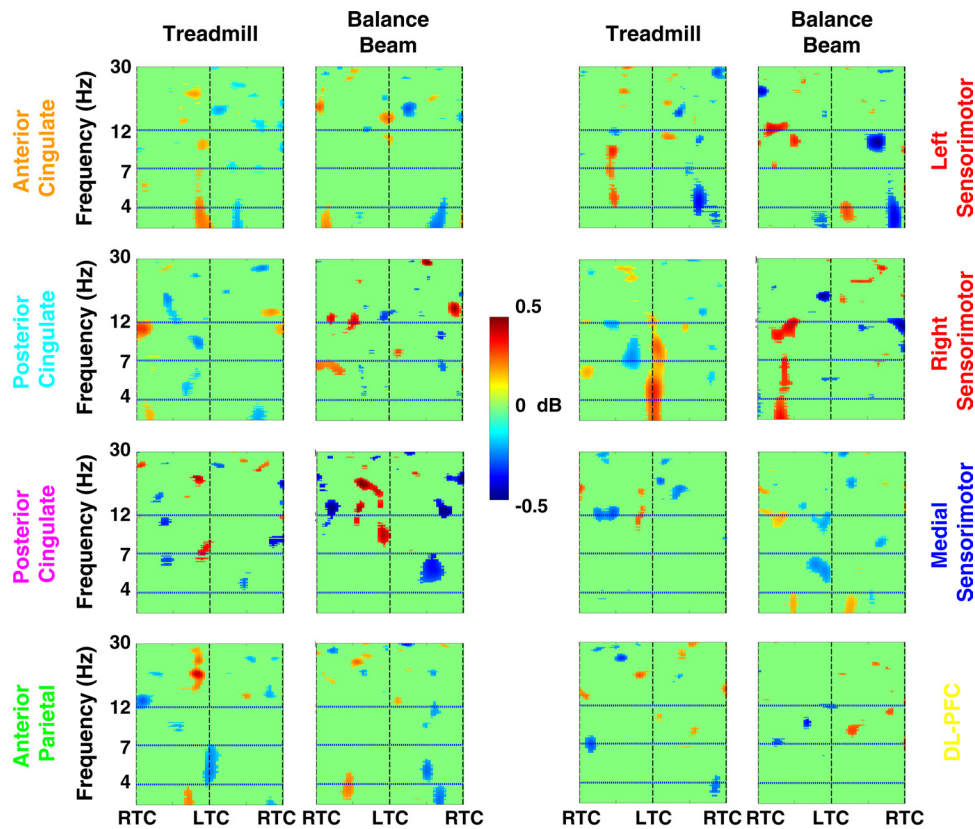 Treadmill
Balance
Beam
Treadmill
Balance
Beam
Anterior
Cingulate
Frequency (Hz)
30
12
7
4
Left
Sensorimotor
Posterior
Cingulate
Frequency (Hz)
30
12
7
4
0.5
0 dB
-0.5
Right
Sensorimotor
Posterior
Cingulate
Frequency (Hz)
30
12
7
4
Medial
Sensorimotor
Anterior
Parietal
Frequency (Hz)
30
12
7
4
DL-PFC
RTC LTC RTC
RTC LTC RTC
RTC LTC RTC
RTC LTC RTC